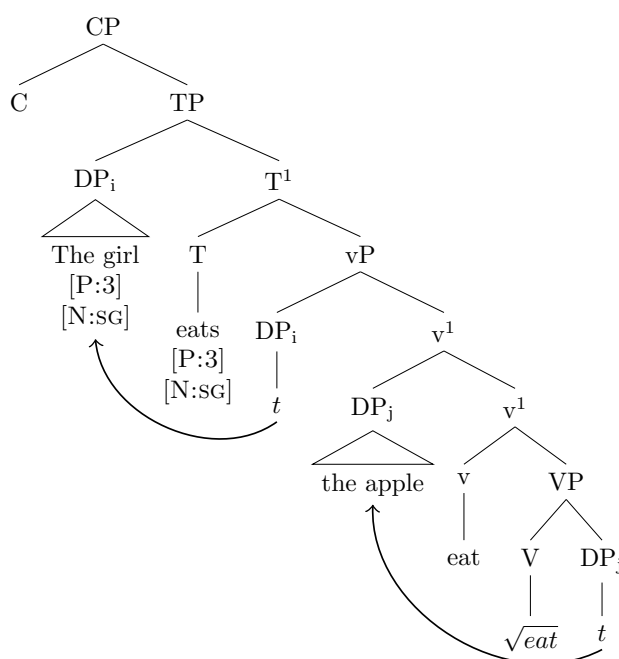 CP
C TP
DPi T1
The girl T vP
[P:3]
[N:SG]
eats DPi v1
[P:3]
[N:SG]
t DPj v1
the apple v VP
eat V DPj
√eat t